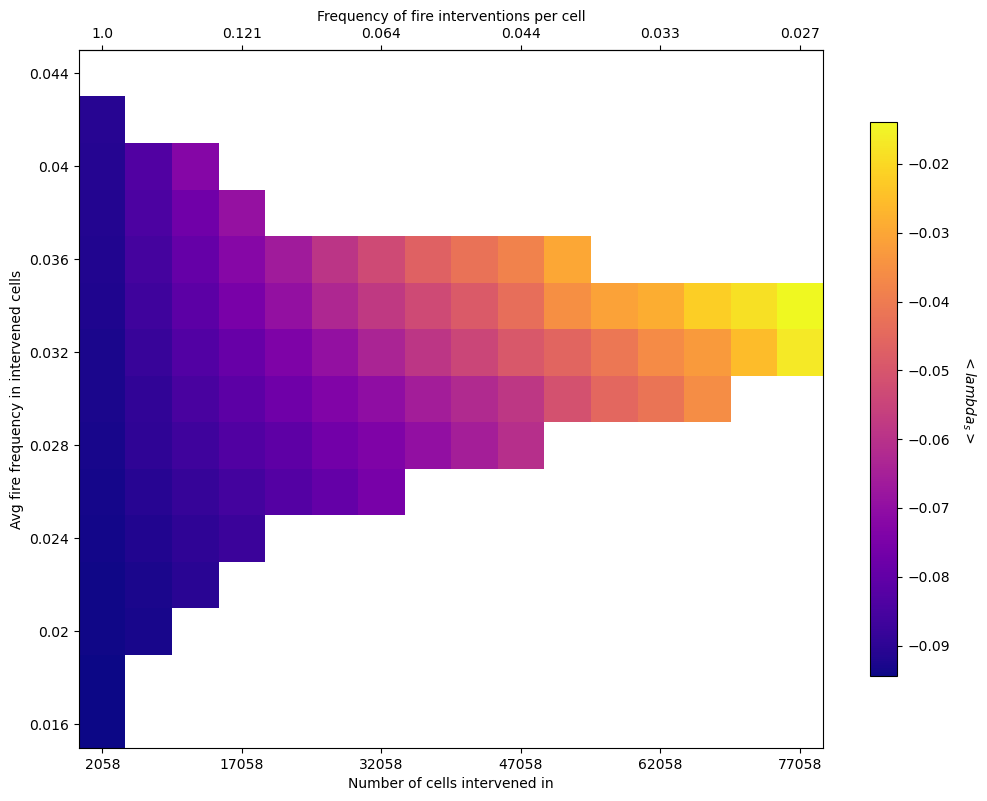 Frequency of fire interventions per cell
1.0 0.121 0.064 0.044 0.033 0.027
0.044
0.04
0.036
0.032
0.028
0.024
0.02
0.016
Avg fire frequency in intervened cells
2058 17058 32058 47058 62058 77058
Number of cells intervened in
−0.02
−0.03
−0.04
−0.05
−0.06
−0.07
−0.08
−0.09
< lambda_s >